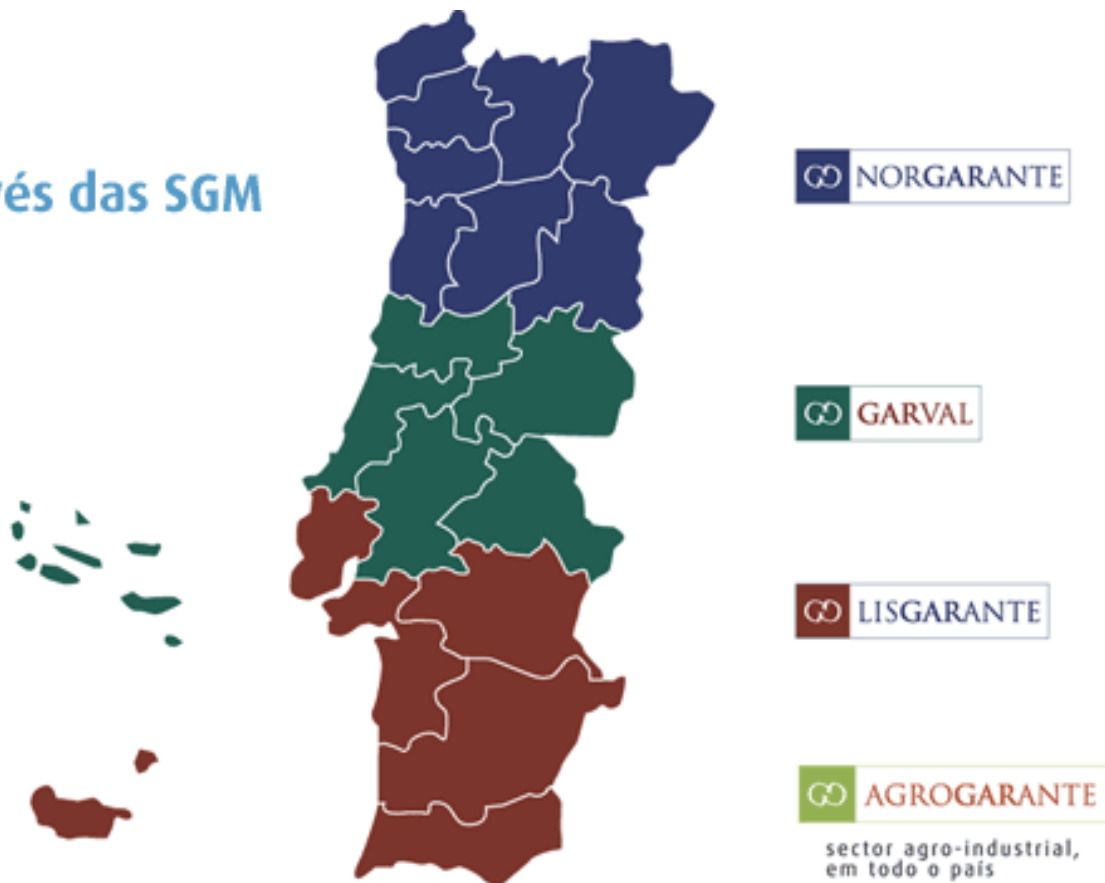 vés das SGM
NORGARANTE
GARVAL
LISGARANTE
AGROGARANTE
sector agro-industrial,
em todo o país